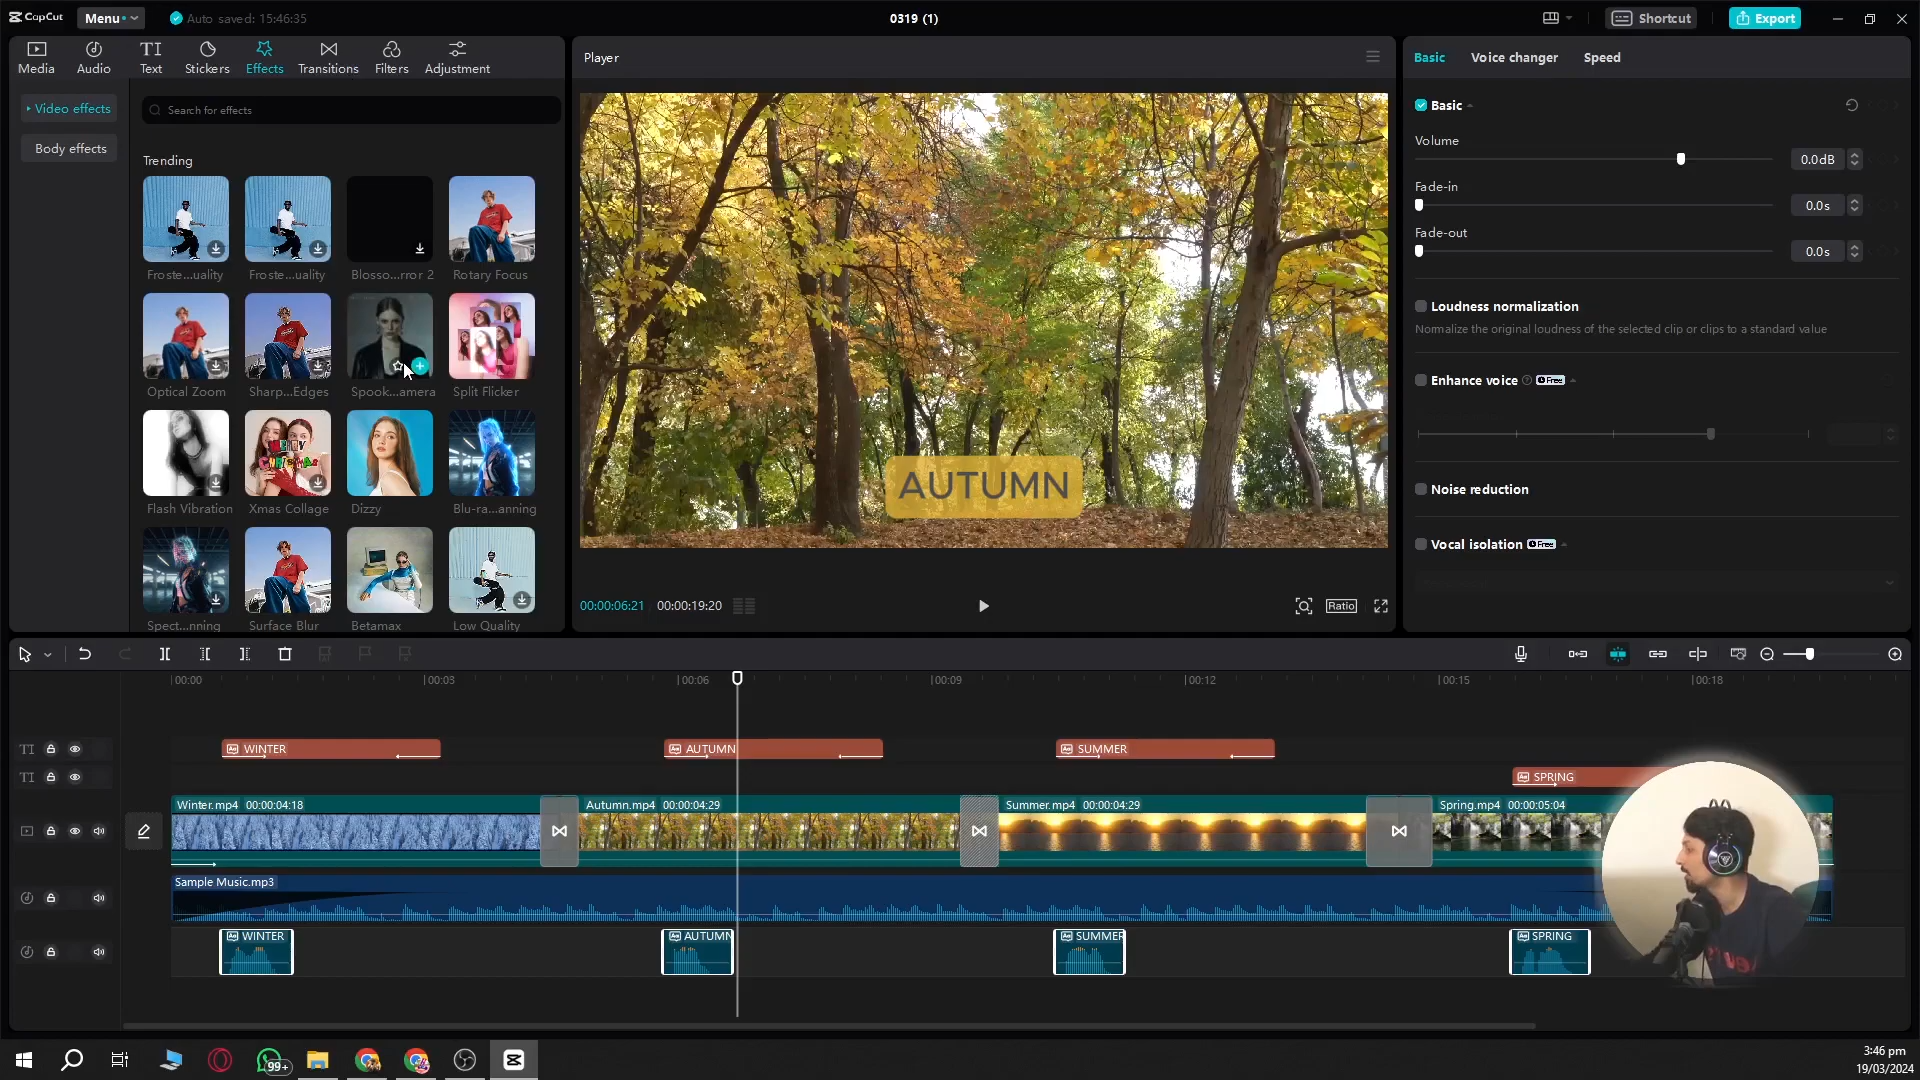 CapCut
Menu
Auto saved: 15:46:35
0319 (1)
Shortcut
Export
Media
Audio
TI
Text
Stickers
Effects
Transitions
Filters
Adjustment
Player
Basic
Voice changer
Speed
Video effects
Body effects
Search for effects
Trending
Froste...uality
Froste...uality
Blosso...rror 2
Rotary Focus
Optical Zoom
Sharp...Edges
Spook...amera
Split Flicker
MERRY
CHRISTMAS
Flash Vibration
Xmas Collage
Dizzy
Blu-ra...anning
Spect...nning
Surface Blur
Betamax
Low Quality
AUTUMN
00:00:06:21
00:00:19:20
Ratio
Basic
Volume
0.0dB
Fade-in
0.0s
Fade-out
0.0s
Loudness normalization
Normalize the original loudness of the selected clip or clips to a standard value
Enhance voice
Free
Noise reduction
Vocal isolation
Free
00:00
00:03
00:06
00:09
00:12
00:15
00:18
TI
WINTER
AUTUMN
SUMMER
TI
SPRING
Winter.mp4 00:00:04:18
Autumn.mp4 00:00:04:29
Summer.mp4 00:00:04:29
Spring.mp4 00:00:05:04
Sample Music.mp3
WINTER
AUTUMN
SUMMER
SPRING
99+
3:46 pm
19/03/2024